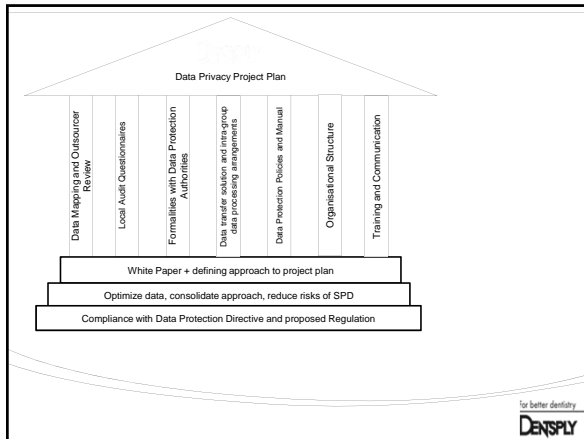 Data Privacy Project Plan
Data Mapping and Outsourcer
Review
Local Audit Questionnaires
Formalities with Data Protection
Authorities
Data transfer solution and intra-group
data processing arrangements
Data Protection Policies and Manual
Organisational Structure
Training and Communication
White Paper + defining approach to project plan
Optimize data, consolidate approach, reduce risks of SPD
Compliance with Data Protection Directive and proposed Regulation
For better dentistry
DENTSPLY